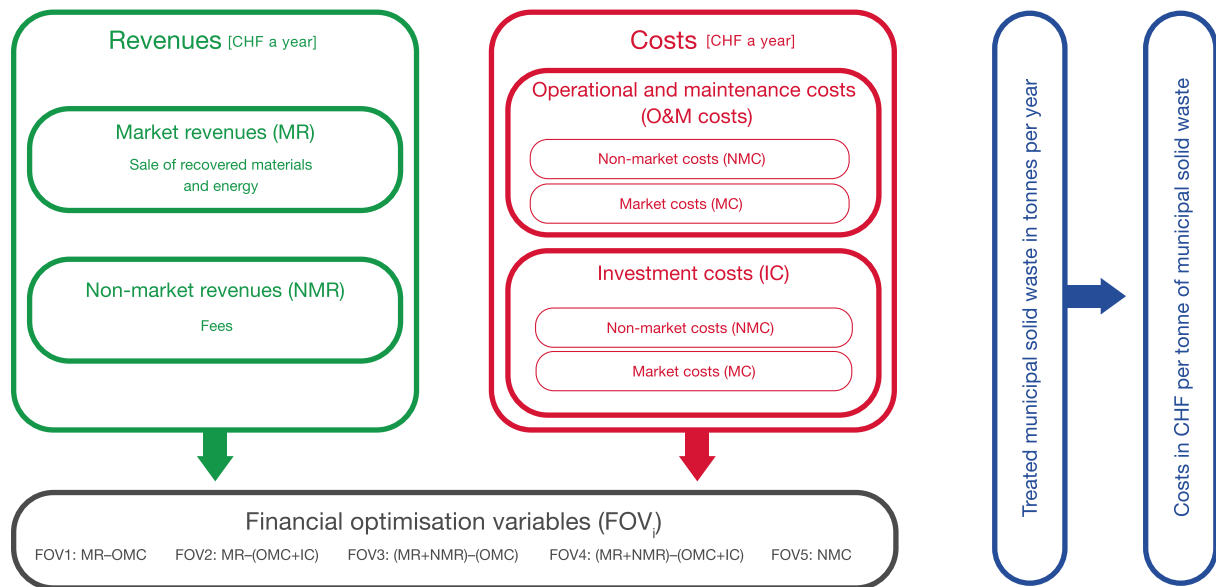 Revenues [CHF a year]
Market revenues (MR)
Sale of recovered materials
and energy
Non-market revenues (NMR)
Fees
Costs [CHF a year]
Operational and maintenance costs
(O&M costs)
Non-market costs (NMC)
Market costs (MC)
Investment costs (IC)
Non-market costs (NMC)
Market costs (MC)
Treated municipal solid waste in tonnes per year
Costs in CHF per tonne of municipal solid waste
Financial optimisation variables (FOVi)
FOV1: MR–OMC FOV2: MR–(OMC+IC) FOV3: (MR+NMR)–(OMC) FOV4: (MR+NMR)–(OMC+IC) FOV5: NMC